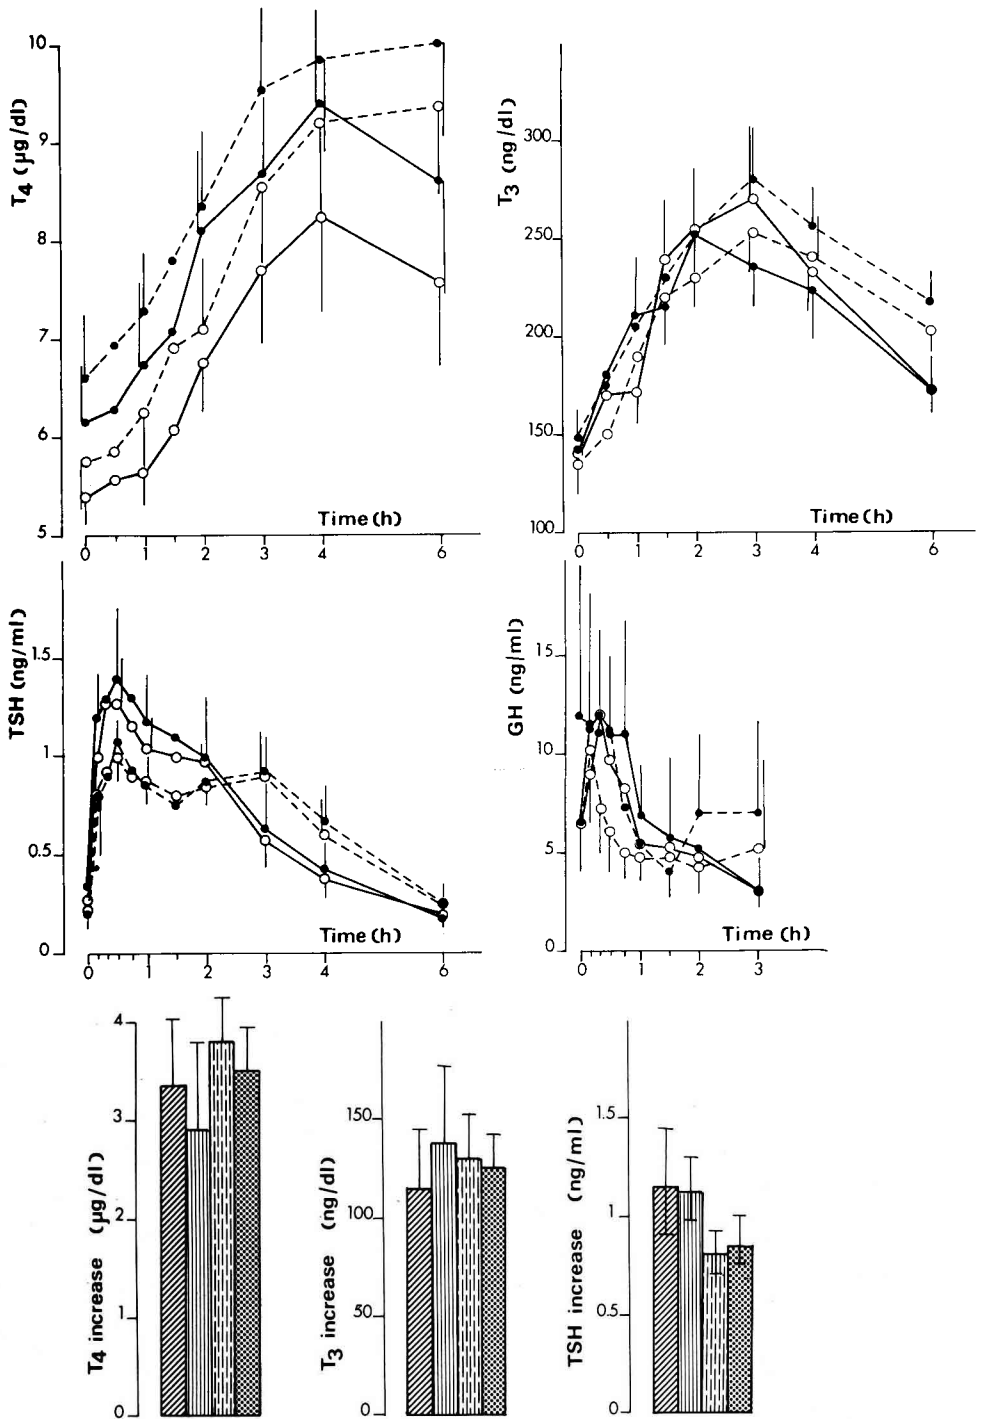 T4 (µg/dl)
10
9
8
7
6
5
Time (h)
0 1 2 3 4 6
T3 (ng/dl)
300
250
200
150
100
Time (h)
0 1 2 3 4 6
TSH (ng/ml)
1.5
1
0.5
0
Time (h)
0 1 2 3 4 6
GH (ng/ml)
15
10
5
0
Time (h)
0 1 2 3
T4 increase (µg/dl)
4
3
2
1
0
T3 increase (ng/dl)
150
100
50
0
TSH increase (ng/ml)
1.5
1
0.5
0